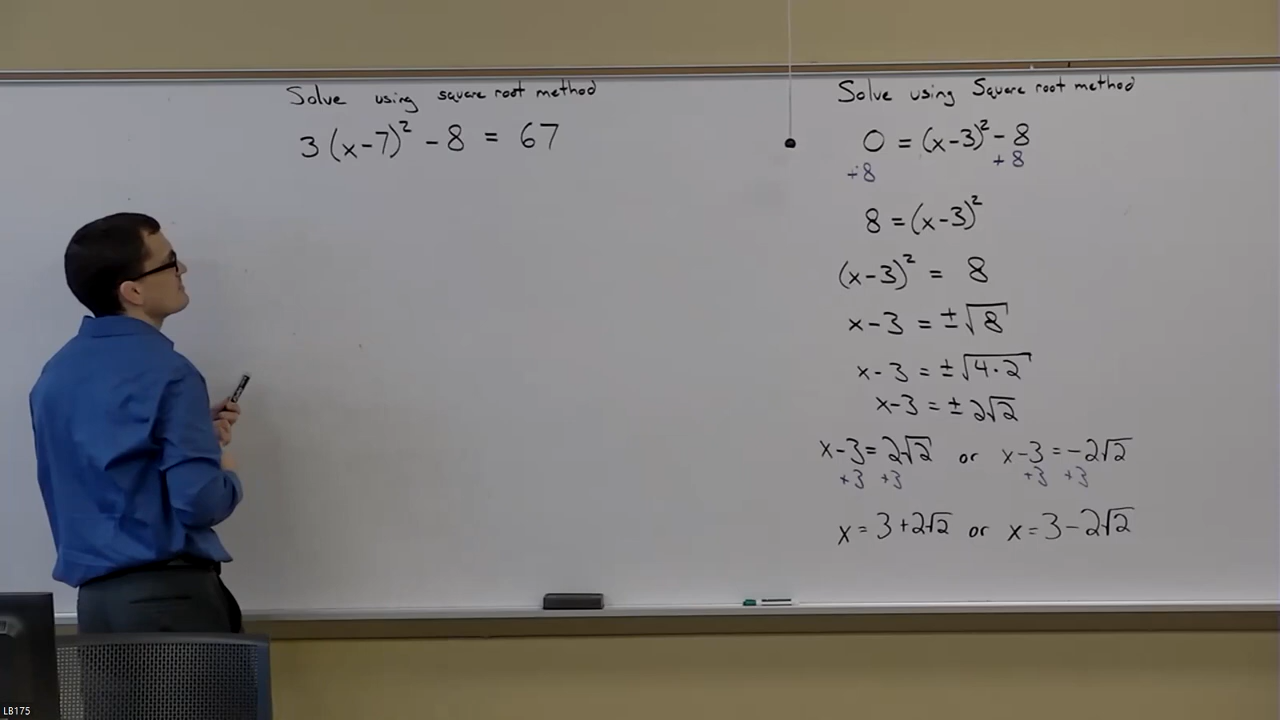 Solve using square root method
3(x-7)² - 8 = 67
Solve using Square root method
0 = (x-3)² - 8
+8 +8
8 = (x-3)²
(x-3)² = 8
x-3 = ±√8
x-3 = ±√4·2
x-3 = ±2√2
x-3 = 2√2 or x-3 = -2√2
+3 +3 +3 +3
x = 3+2√2 or x = 3-2√2
LB175